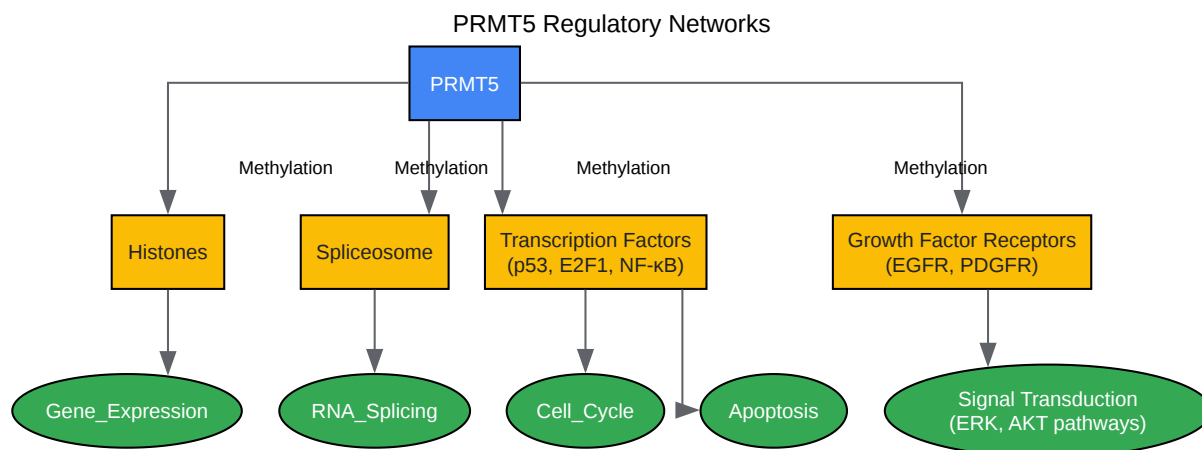 PRMT5 Regulatory Networks
PRMT5
Methylation
Methylation
Methylation
Methylation
Histones
Spliceosome
Transcription Factors
(p53, E2F1, NF-κB)
Growth Factor Receptors
(EGFR, PDGFR)
Gene_Expression
RNA_Splicing
Cell_Cycle
Apoptosis
Signal Transduction
(ERK, AKT pathways)